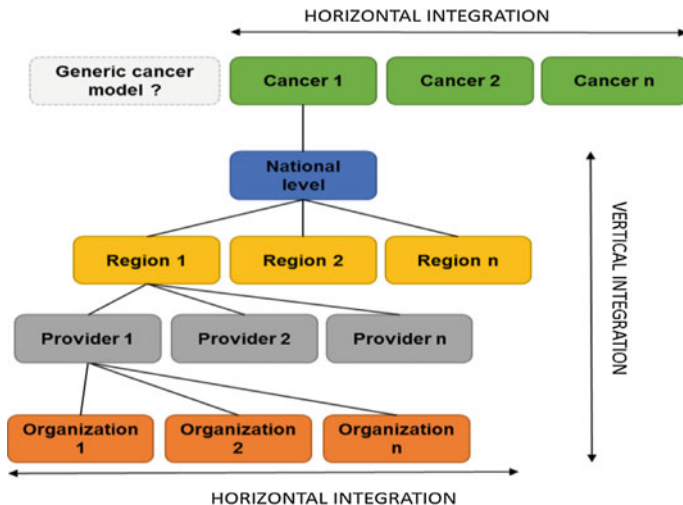 HORIZONTAL INTEGRATION
Generic cancer
model ?
Cancer 1
Cancer 2
Cancer n
National
level
VERTICAL INTEGRATION
Region 1
Region 2
Region n
Provider 1
Provider 2
Provider n
Organization
1
Organization
2
Organization
n
HORIZONTAL INTEGRATION